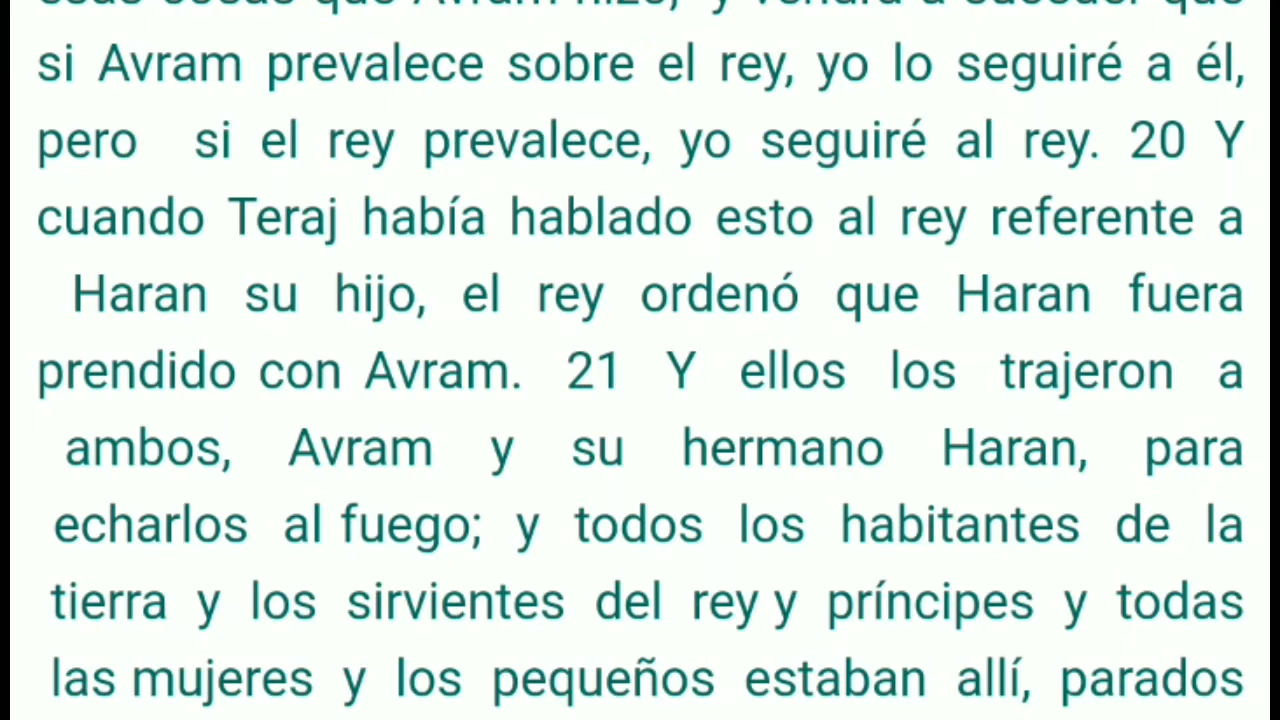 si Avram prevalece sobre el rey, yo lo seguiré a él,
pero si el rey prevalece, yo seguiré al rey. 20 Y
cuando Teraj había hablado esto al rey referente a
Haran su hijo, el rey ordenó que Haran fuera
prendido con Avram. 21 Y ellos los trajeron a
ambos, Avram y su hermano Haran, para
echarlos al fuego; y todos los habitantes de la
tierra y los sirvientes del rey y príncipes y todas
las mujeres y los pequeños estaban allí, parados